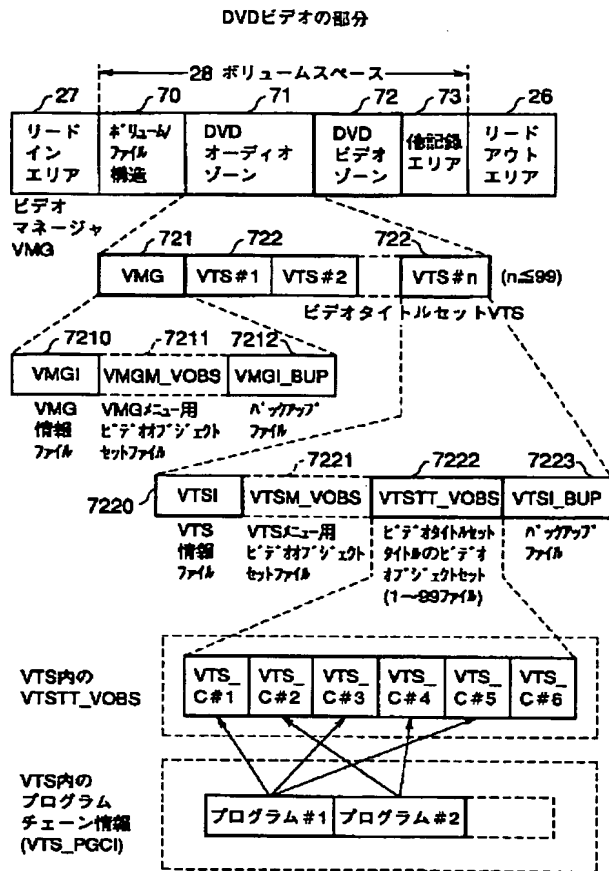 DVDビデオの部分
28 ボリュームスペース
27 70 71 72 73 26
リード
イン
エリア
ボリューム/
ファイル
構造
DVD
オーディオ
ゾーン
DVD
ビデオ
ゾーン
他記録
エリア
リード
アウト
エリア
ビデオ
マネージャ
VMG
721 722 722
VMG VTS#1 VTS#2 VTS#n (n≦99)
ビデオタイトルセットVTS
7210 7211 7212
VMGI VMGM_VOBS VMGI_BUP
VMG
情報
ファイル
VMGメニュー用
ビデオオブジェクト
セットファイル
バックアップ
ファイル
7221 7222 7223
7220 VTSI VTSM_VOBS VTSTT_VOBS VTSI_BUP
VTS
情報
ファイル
VTSメニュー用
ビデオオブジェクト
セットファイル
ビデオタイトルセット
タイトルのビデオ
オブジェクトセット
(1〜99ファイル)
バックアップ
ファイル
VTS内の
VTSTT_VOBS
VTS_
C#1
VTS_
C#2
VTS_
C#3
VTS_
C#4
VTS_
C#5
VTS_
C#6
VTS内の
プログラム
チェーン情報
(VTS_PGCI)
プログラム#1 プログラム#2